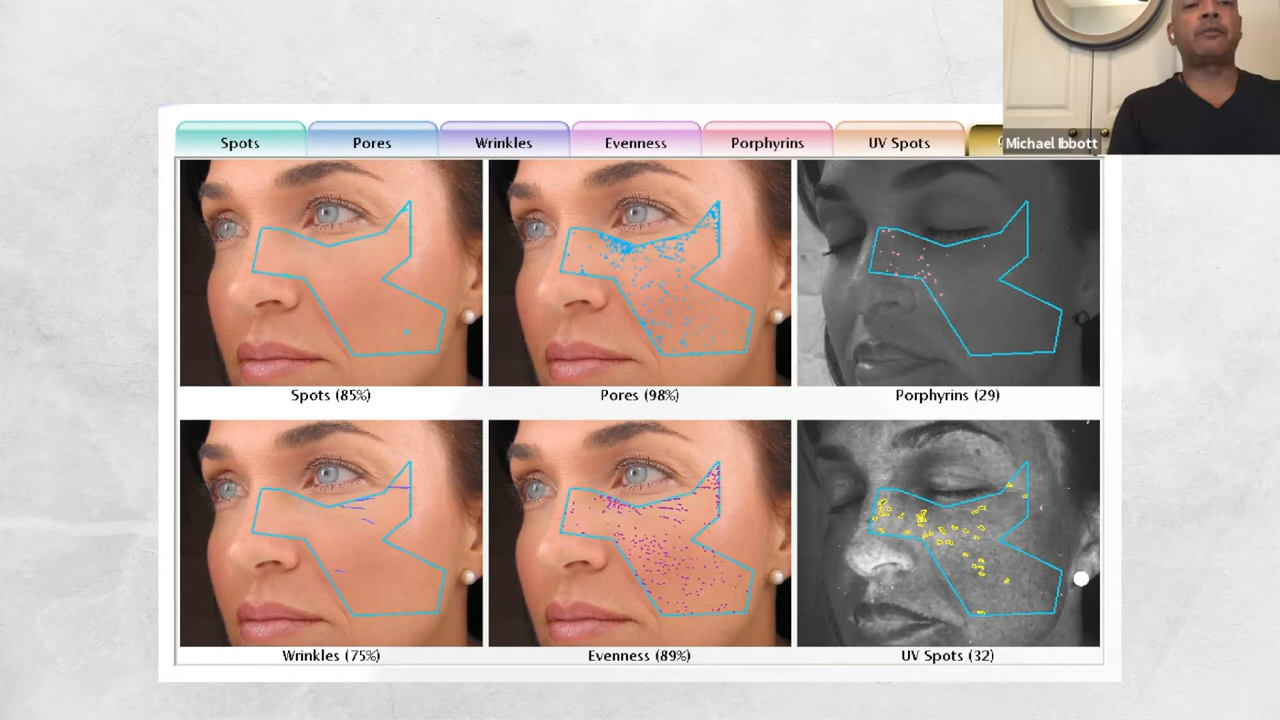 Spots
Pores
Wrinkles
Evenness
Porphyrins
UV Spots
Michael Ibbott
Spots (85%)
Pores (98%)
Porphyrins (29)
Wrinkles (75%)
Evenness (89%)
UV Spots (32)